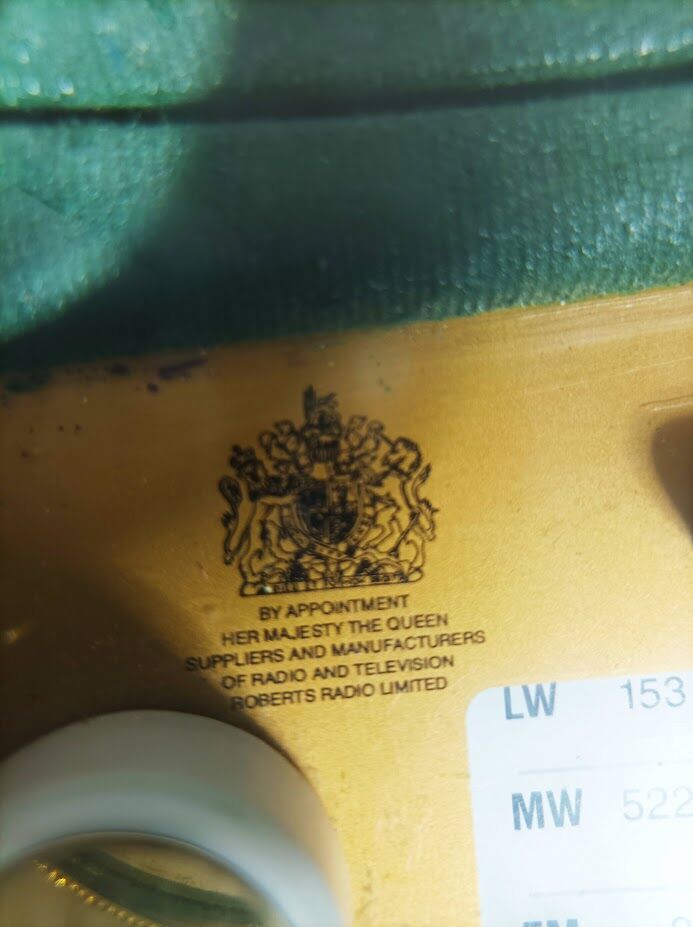 BY APPOINTMENT
HER MAJESTY THE QUEEN
SUPPLIERS AND MANUFACTURERS
OF RADIO AND TELEVISION
ROBERTS RADIO LIMITED
LW 153
MW 522
FM